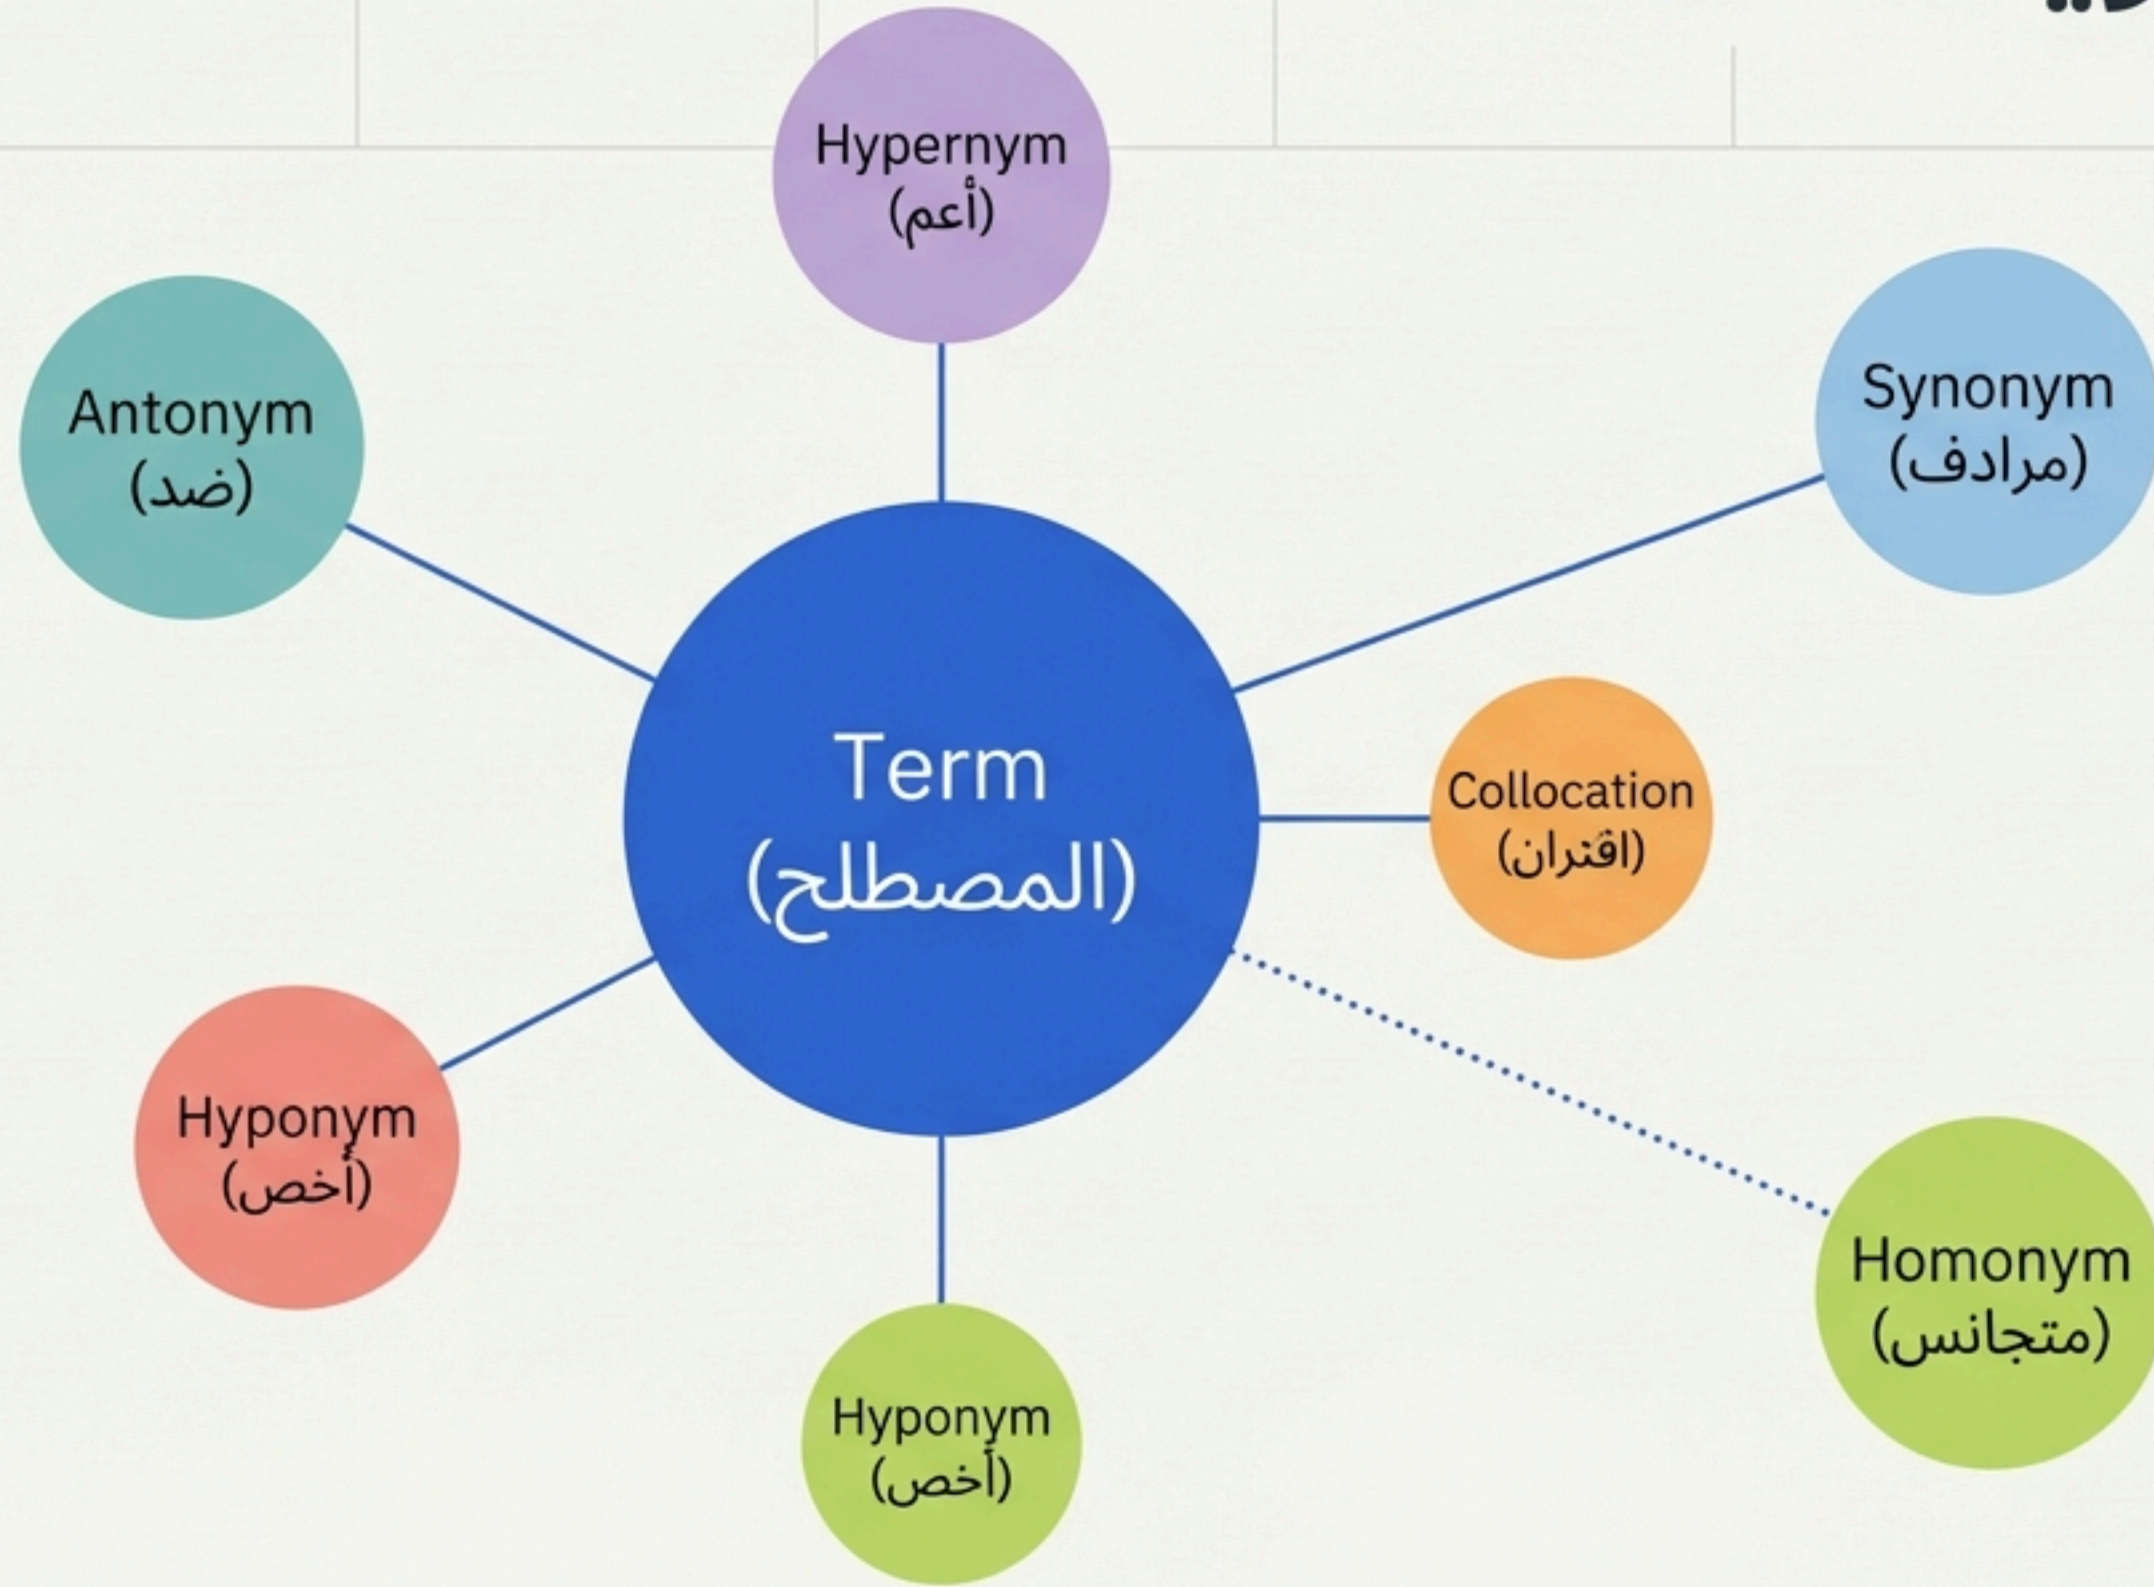 Hypernym
(أعم)
Antonym
(ضد)
Synonym
(مرادف)
Term
(المصطلح)
Collocation
(اقتران)
Hyponym
(أخص)
Homonym
(متجانس)
Hyponym
(أخص)